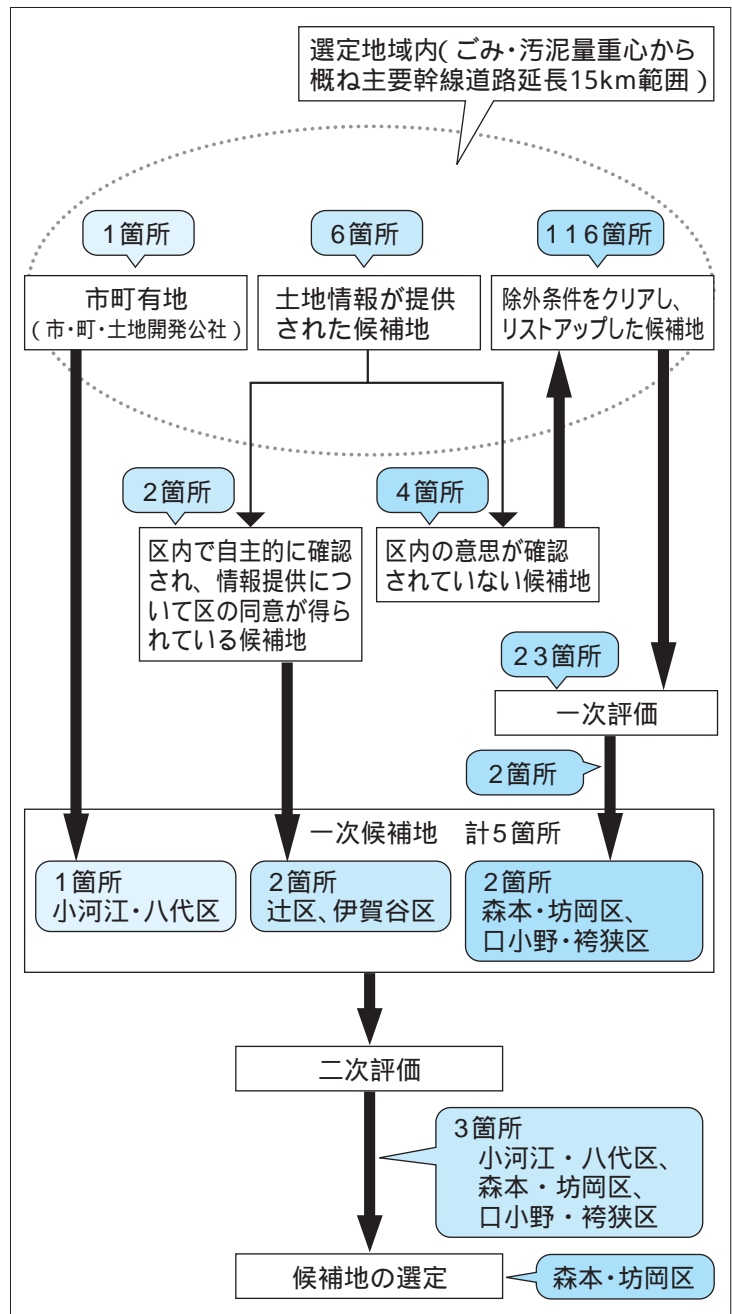 選定地域内(ごみ・汚泥量重心から
概ね主要幹線道路延長15km範囲)
1箇所
6箇所
116箇所
市町有地
(市・町・土地開発公社)
土地情報が提供
された候補地
除外条件をクリアし、
リストアップした候補地
2箇所
4箇所
区内で自主的に確認
され、情報提供につ
いて区の同意が得ら
れている候補地
区内の意思が確認
されていない候補地
23箇所
一次評価
2箇所
一次候補地 計5箇所
1箇所
小河江・八代区
2箇所
辻区、伊賀谷区
2箇所
森本・坊岡区、
口小野・袴狭区
二次評価
3箇所
小河江・八代区、
森本・坊岡区、
口小野・袴狭区
候補地の選定
森本・坊岡区